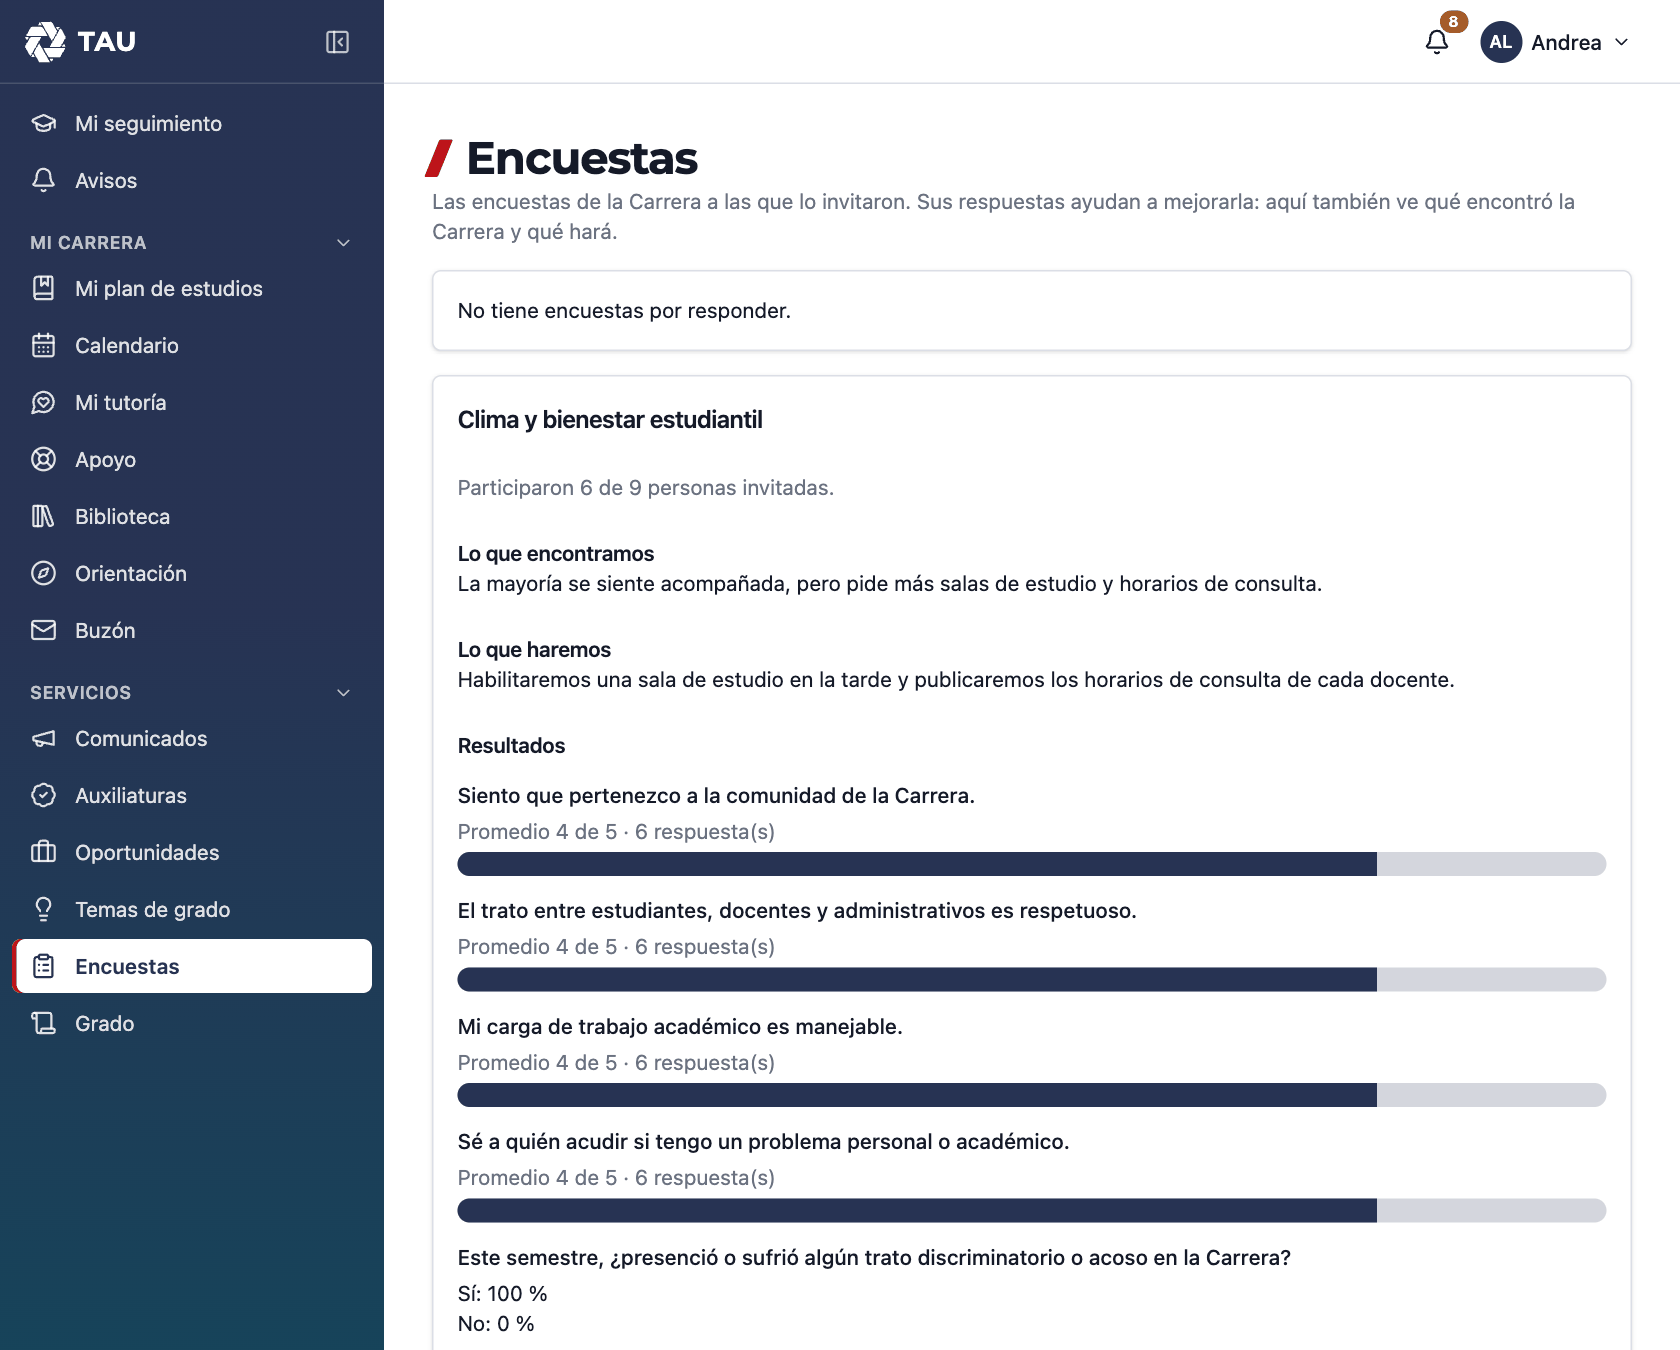 TAU
8
AL
Andrea
Mi seguimiento
Avisos
MI CARRERA
Mi plan de estudios
Calendario
Mi tutoría
Apoyo
Biblioteca
Orientación
Buzón
SERVICIOS
Comunicados
Auxiliaturas
Oportunidades
Temas de grado
Encuestas
Grado
Encuestas
Las encuestas de la Carrera a las que lo invitaron. Sus respuestas ayudan a mejorarla: aquí también ve qué encontró la
Carrera y qué hará.
No tiene encuestas por responder.
Clima y bienestar estudiantil
Participaron 6 de 9 personas invitadas.
Lo que encontramos
La mayoría se siente acompañada, pero pide más salas de estudio y horarios de consulta.
Lo que haremos
Habilitaremos una sala de estudio en la tarde y publicaremos los horarios de consulta de cada docente.
Resultados
Siento que pertenezco a la comunidad de la Carrera.
Promedio 4 de 5 · 6 respuesta(s)
El trato entre estudiantes, docentes y administrativos es respetuoso.
Promedio 4 de 5 · 6 respuesta(s)
Mi carga de trabajo académico es manejable.
Promedio 4 de 5 · 6 respuesta(s)
Sé a quién acudir si tengo un problema personal o académico.
Promedio 4 de 5 · 6 respuesta(s)
Este semestre, ¿presenció o sufrió algún trato discriminatorio o acoso en la Carrera?
Sí: 100 %
No: 0 %